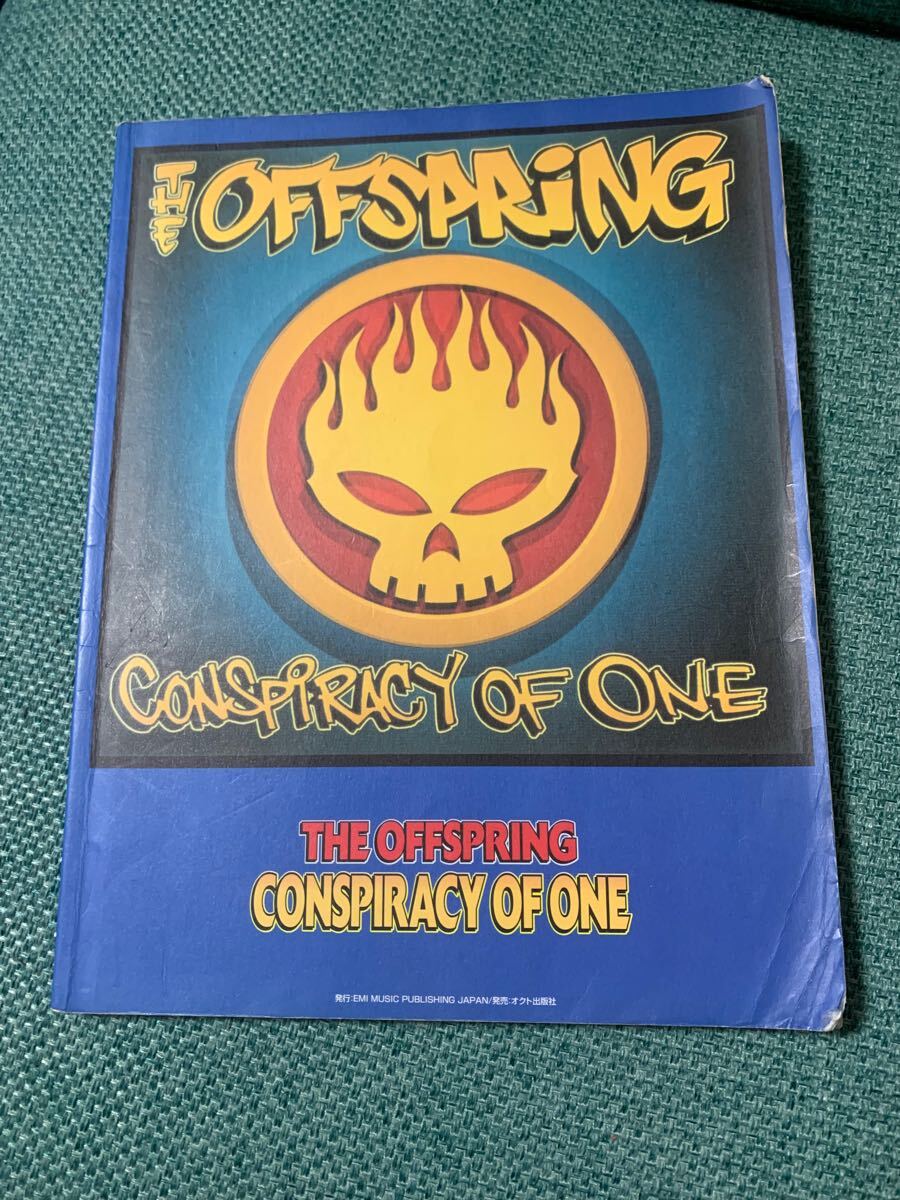 THE OFFSPRiNG
CONSPiRACY OF ONE
THE OFFSPRING
CONSPIRACY OF ONE
発行:EMI MUSIC PUBLISHING JAPAN/発売:オクト出版社